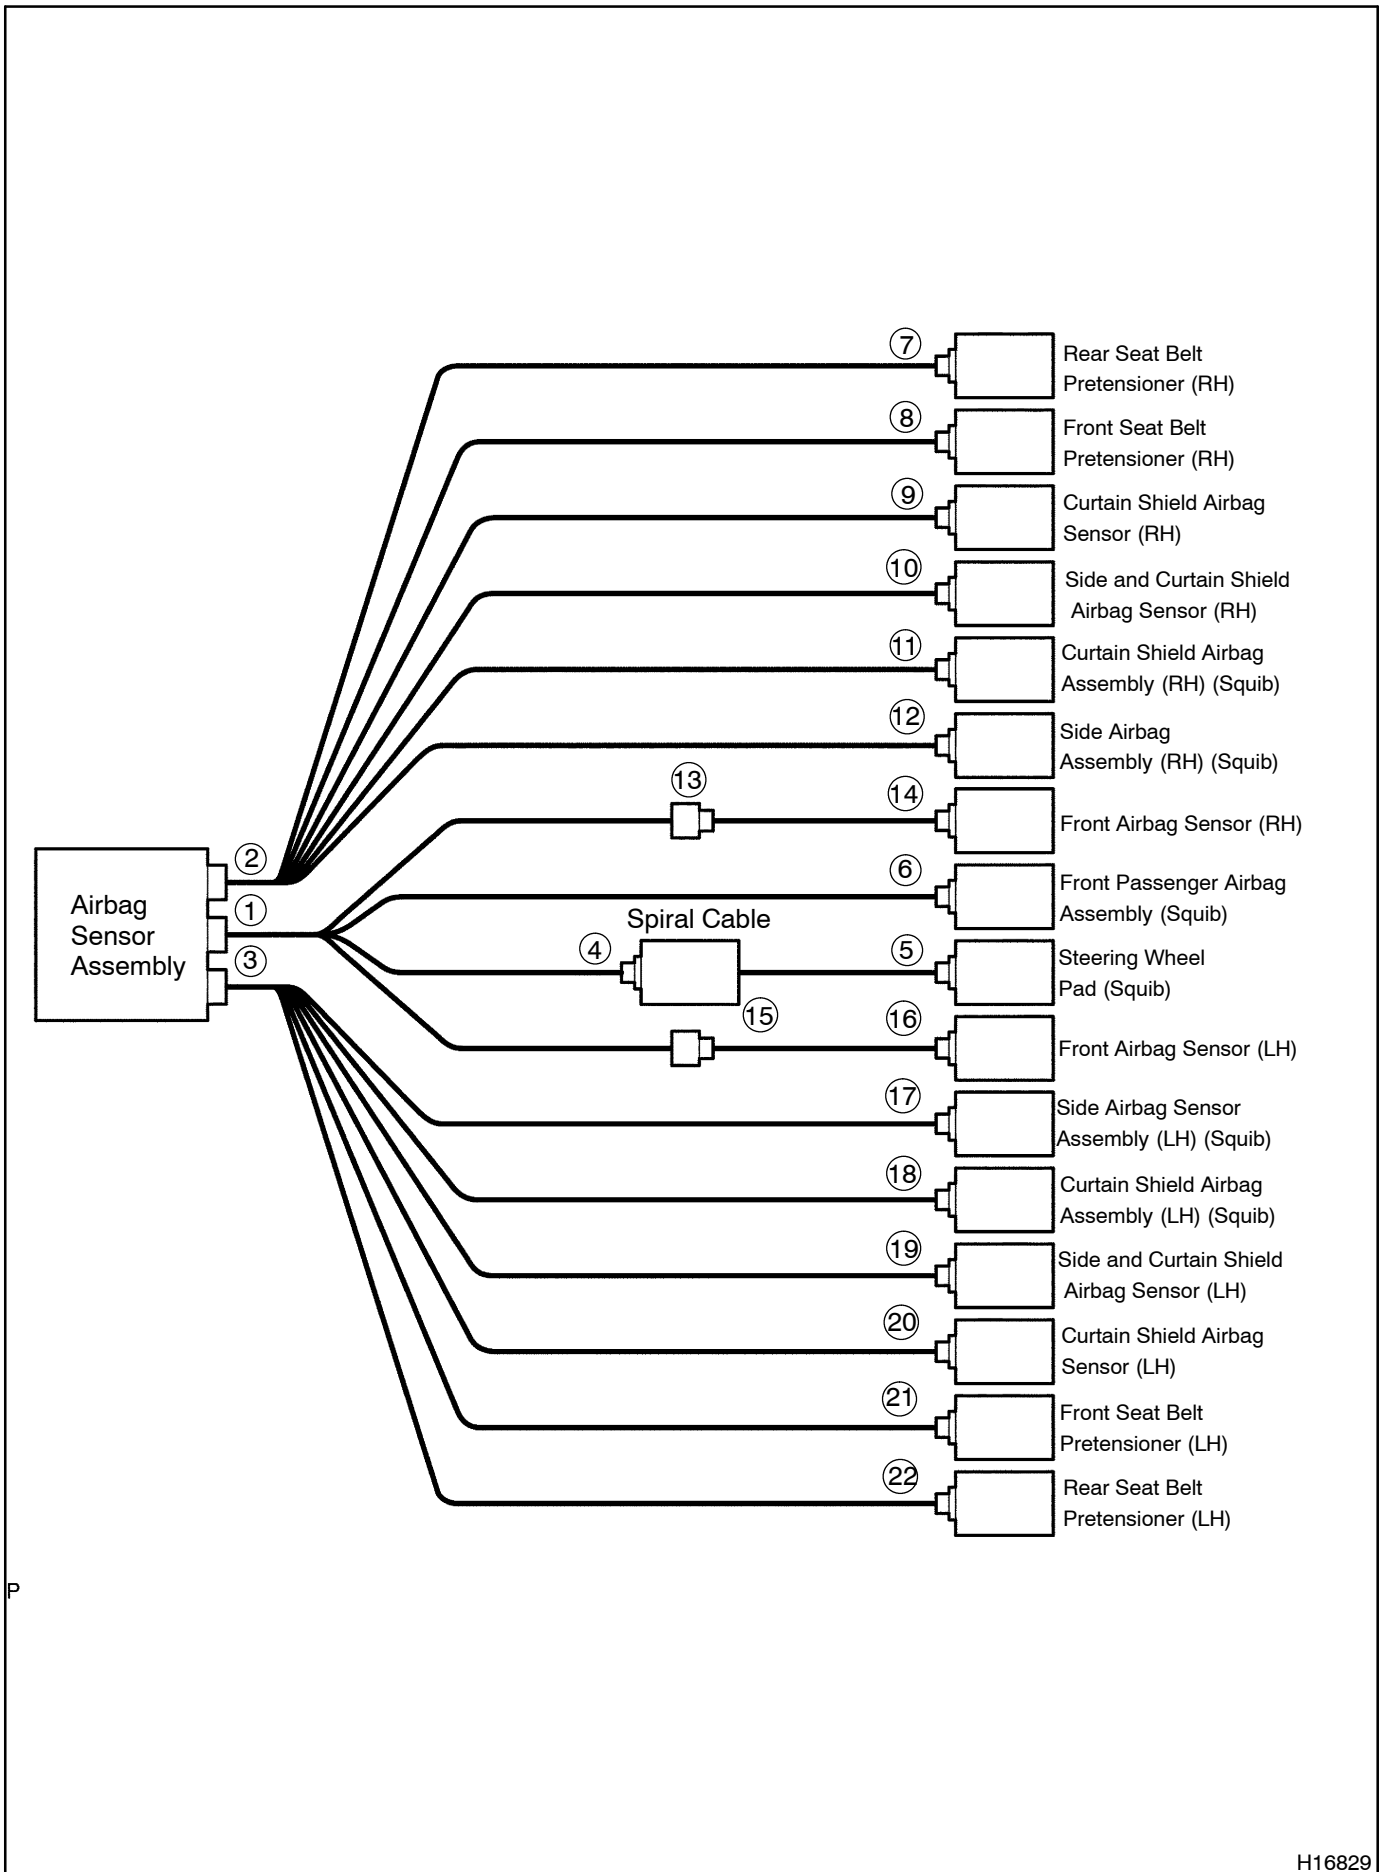 7
Rear Seat Belt
Pretensioner (RH)
8
Front Seat Belt
Pretensioner (RH)
9
Curtain Shield Airbag
Sensor (RH)
10
Side and Curtain Shield
Airbag Sensor (RH)
11
Curtain Shield Airbag
Assembly (RH) (Squib)
12
Side Airbag
Assembly (RH) (Squib)
13
14
Front Airbag Sensor (RH)
2
1
3
Airbag
Sensor
Assembly
6
Front Passenger Airbag
Assembly (Squib)
Spiral Cable
4
5
Steering Wheel
Pad (Squib)
15
16
Front Airbag Sensor (LH)
17
Side Airbag Sensor
Assembly (LH) (Squib)
18
Curtain Shield Airbag
Assembly (LH) (Squib)
19
Side and Curtain Shield
Airbag Sensor (LH)
20
Curtain Shield Airbag
Sensor (LH)
21
Front Seat Belt
Pretensioner (LH)
22
Rear Seat Belt
Pretensioner (LH)
P
H16829